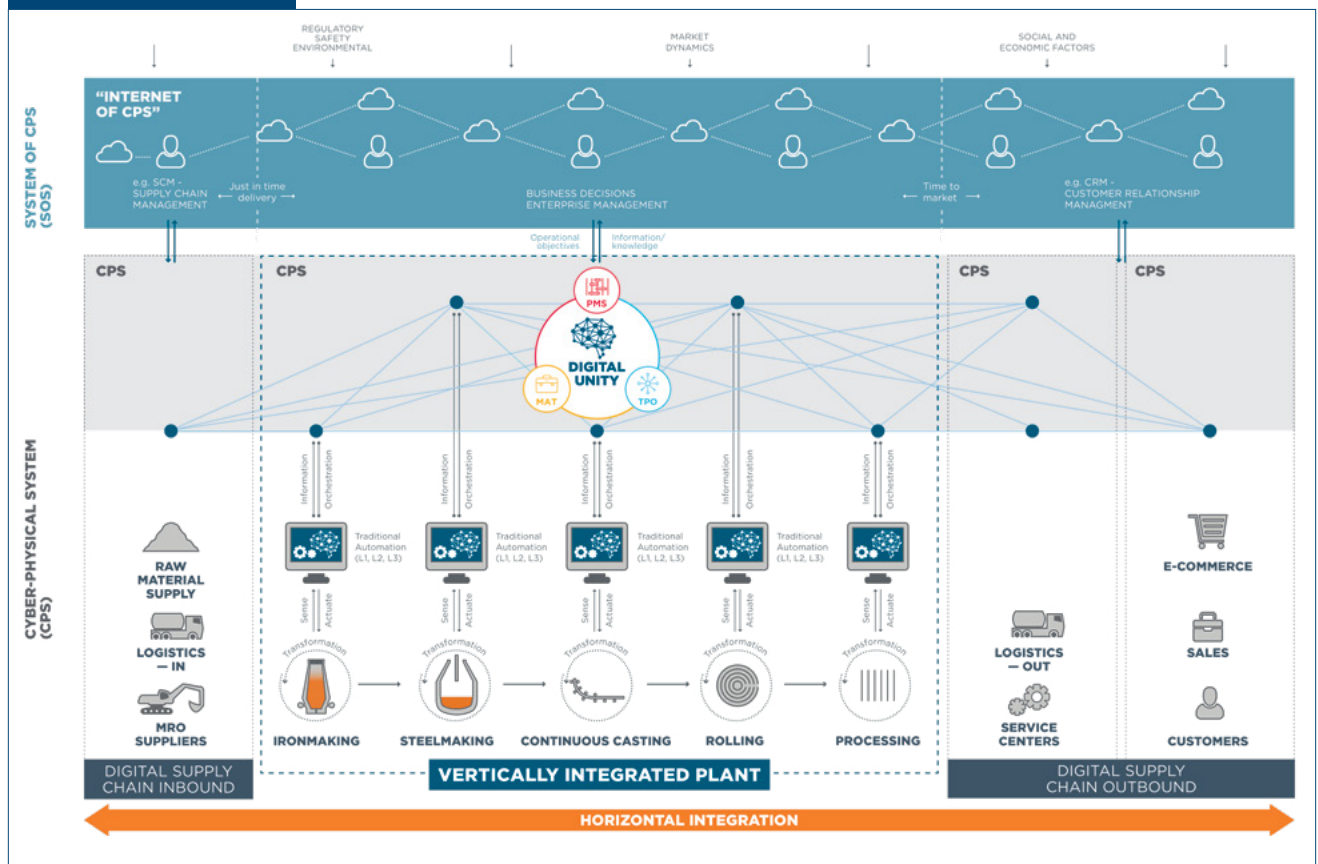 REGULATORY
SAFETY
ENVIRONMENTAL
MARKET
DYNAMICS
SOCIAL AND
ECONOMIC FACTORS
SYSTEM OF CPS
(SOS)
“INTERNET
OF CPS”
e.g. SCM -
SUPPLY CHAIN
MANAGEMENT
Just in time
delivery
BUSINESS DECISIONS
ENTERPRISE MANAGEMENT
Time to
market
e.g. CRM -
CUSTOMER RELATIONSHIP
MANAGMENT
Operational
objectives
Information/
knowledge
CYBER-PHYSICAL SYSTEM
(CPS)
CPS
CPS
CPS
CPS
PMS
DIGITAL
UNITY
MAT
TPO
Information
Orchestration
Information
Orchestration
Information
Orchestration
Information
Orchestration
Information
Orchestration
Traditional
Automation
(L1, L2, L3)
Traditional
Automation
(L1, L2, L3)
Traditional
Automation
(L1, L2, L3)
Traditional
Automation
(L1, L2, L3)
Sense
Actuate
Sense
Actuate
Sense
Actuate
Sense
Actuate
Sense
Actuate
Transformation
Transformation
Transformation
Transformation
Transformation
RAW
MATERIAL
SUPPLY
LOGISTICS
— IN
MRO
SUPPLIERS
IRONMAKING
STEELMAKING
CONTINUOUS CASTING
ROLLING
PROCESSING
LOGISTICS
— OUT
SERVICE
CENTERS
E-COMMERCE
SALES
CUSTOMERS
DIGITAL SUPPLY
CHAIN INBOUND
VERTICALLY INTEGRATED PLANT
DIGITAL SUPPLY
CHAIN OUTBOUND
HORIZONTAL INTEGRATION